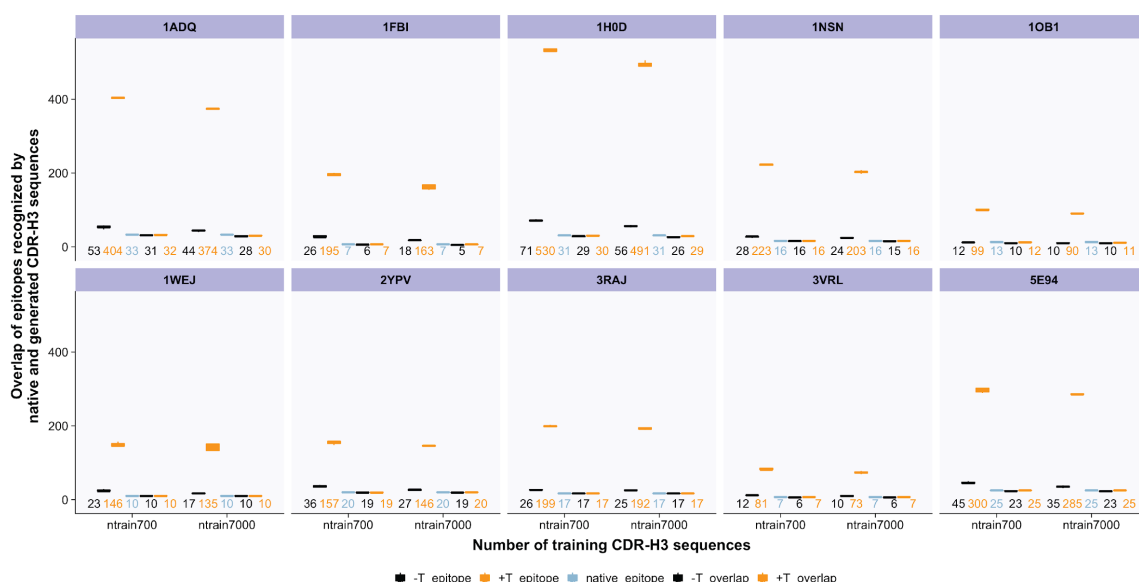 1ADQ 1FBI 1H0D 1NSN 1OB1
Overlap of epitopes recognized by
native and generated CDR-H3 sequences
400
200
0
53 404 33 31 32 44 374 33 28 30
26 195 7 6 7 18 163 7 5 7
71 530 31 29 30 56 491 31 26 29
28 223 16 16 16 24 203 16 15 16
12 99 13 10 12 10 90 13 10 11
1WEJ 2YPV 3RAJ 3VRL 5E94
400
200
0
23 146 10 10 10 17 135 10 10 10
36 157 20 19 19 27 146 20 19 20
26 199 17 17 17 25 192 17 17 17
12 81 7 6 7 10 73 7 6 7
45 300 25 23 25 35 285 25 23 25
ntrain700 ntrain7000 ntrain700 ntrain7000 ntrain700 ntrain7000 ntrain700 ntrain7000 ntrain700 ntrain7000
Number of training CDR-H3 sequences
-T_epitope +T_epitope native_epitope -T_overlap +T_overlap